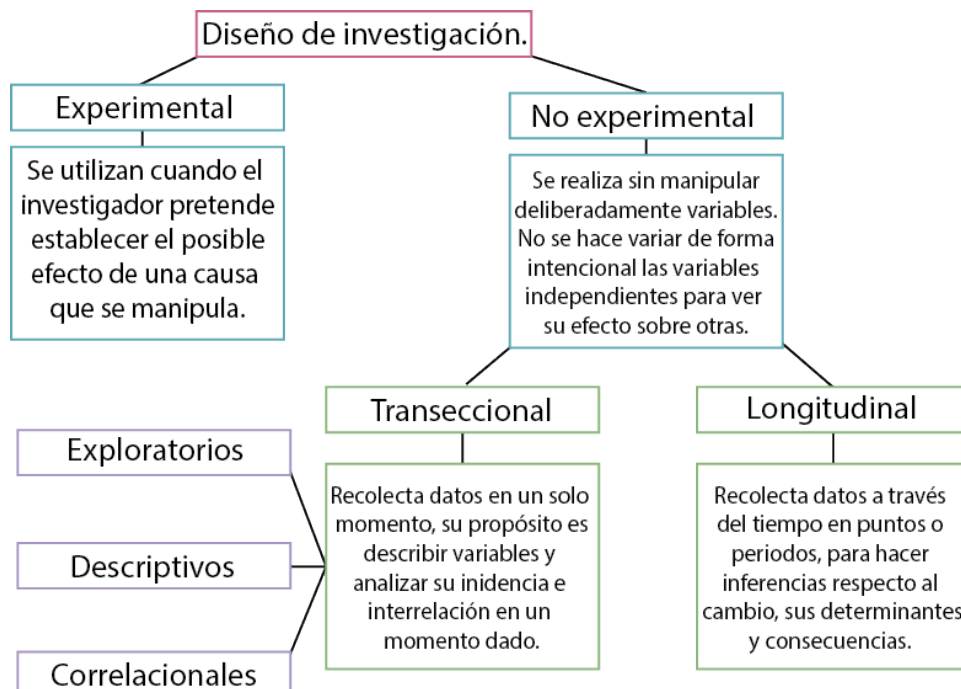 Diseño de investigación.
Experimental
Se utilizan cuando el
investigador pretende
establecer el posible
efecto de una causa
que se manipula.
No experimental
Se realiza sin manipular
deliberadamente variables.
No se hace variar de forma
intencional las variables
independientes para ver
su efecto sobre otras.
Transeccional
Recolecta datos en un solo
momento, su propósito es
describir variables y
analizar su inidencia e
interrelación en un
momento dado.
Exploratorios
Descriptivos
Correlacionales
Longitudinal
Recolecta datos a través
del tiempo en puntos o
periodos, para hacer
inferencias respecto al
cambio, sus determinantes
y consecuencias.